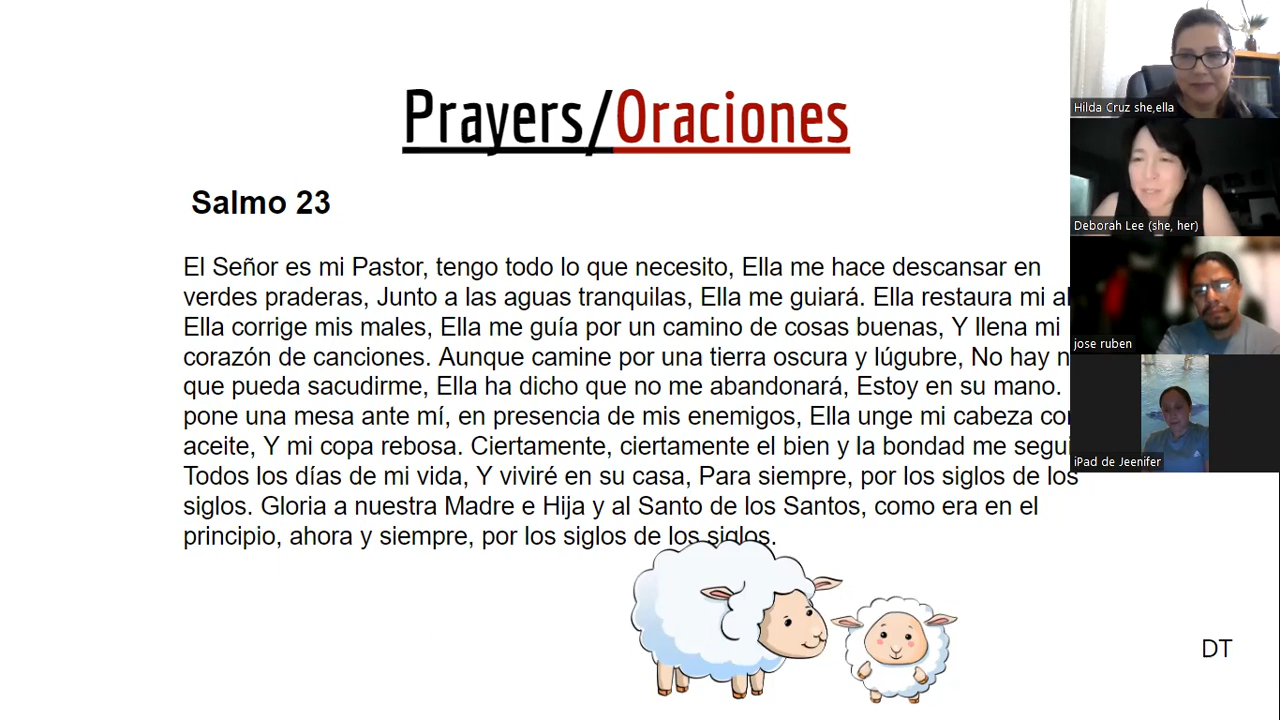 Prayers/Oraciones
Salmo 23
El Señor es mi Pastor, tengo todo lo que necesito, Ella me hace descansar en
verdes praderas, Junto a las aguas tranquilas, Ella me guiará. Ella restaura mi
Ella corrige mis males, Ella me guía por un camino de cosas buenas, Y llena mi
corazón de canciones. Aunque camine por una tierra oscura y lúgubre, No hay
que pueda sacudirme, Ella ha dicho que no me abandonará, Estoy en su mano.
pone una mesa ante mí, en presencia de mis enemigos, Ella unge mi cabeza
aceite, Y mi copa rebosa. Ciertamente, ciertamente el bien y la bondad me
Todos los días de mi vida, Y viviré en su casa, Para siempre, por los siglos de los
siglos. Gloria a nuestra Madre e Hija y al Santo de los Santos, como era en el
principio, ahora y siempre, por los siglos de los siglos.
DT
Hilda Cruz she,ella
Deborah Lee (she, her)
jose ruben
iPad de Jeenifer